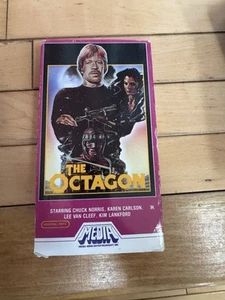 THE
OCTAGON
STARRING CHUCK NORRIS, KAREN CARLSON,
LEE VAN CLEEF, KIM LANKFORD
MEDIA